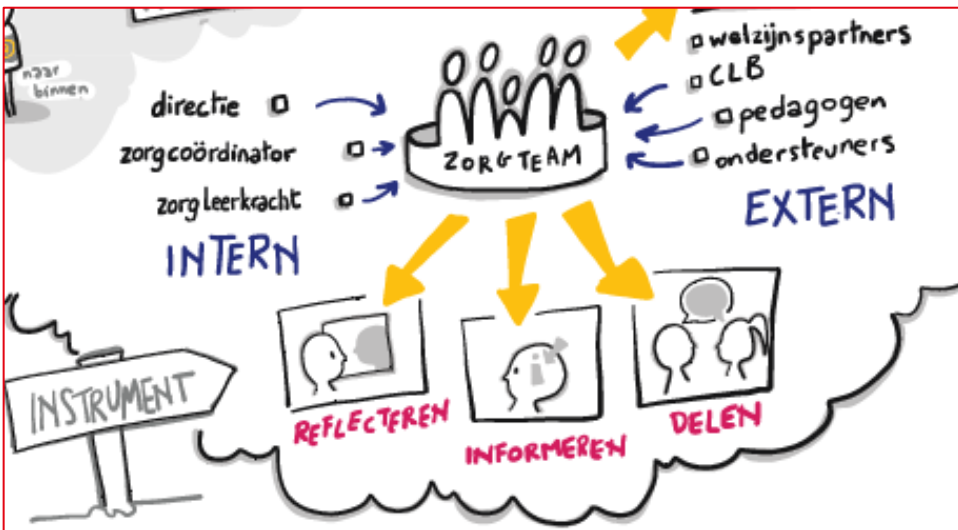 naar
binnen
directie
zorgcoördinator
zorgleerkracht
INTERN
ZORGTEAM
welzijnspartners
CLB
pedagogen
ondersteuners
EXTERN
INSTRUMENT
REFLECTEREN
INFORMEREN
DELEN